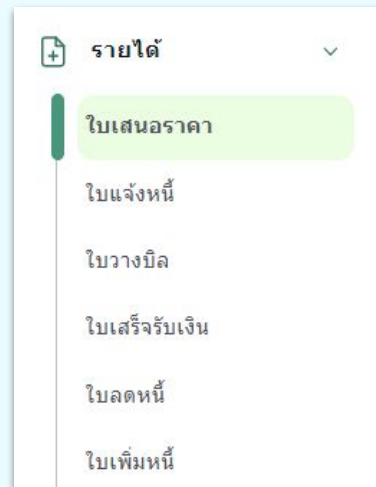 รายได้
ใบเสนอราคา
ใบแจ้งหนี้
ใบวางบิล
ใบเสร็จรับเงิน
ใบลดหนี้
ใบเพิ่มหนี้